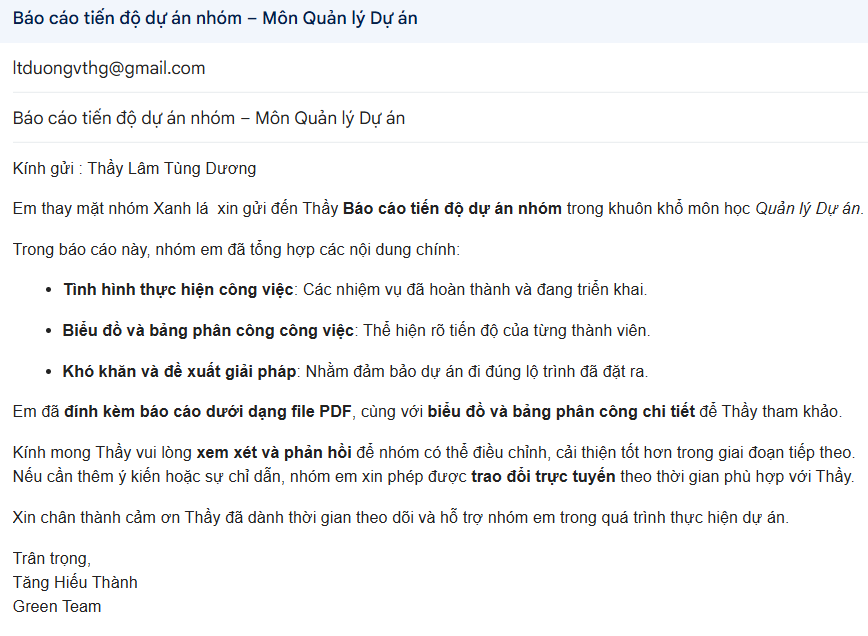 Báo cáo tiến độ dự án nhóm – Môn Quản lý Dự án
ltduongvthg@gmail.com
Báo cáo tiến độ dự án nhóm – Môn Quản lý Dự án
Kính gửi : Thầy Lâm Tùng Dương
Em thay mặt nhóm Xanh lá xin gửi đến Thầy Báo cáo tiến độ dự án nhóm trong khuôn khổ môn học Quản lý Dự án.
Trong báo cáo này, nhóm em đã tổng hợp các nội dung chính:
• Tình hình thực hiện công việc: Các nhiệm vụ đã hoàn thành và đang triển khai.
• Biểu đồ và bảng phân công công việc: Thể hiện rõ tiến độ của từng thành viên.
• Khó khăn và đề xuất giải pháp: Nhằm đảm bảo dự án đi đúng lộ trình đã đặt ra.
Em đã đính kèm báo cáo dưới dạng file PDF, cùng với biểu đồ và bảng phân công chi tiết để Thầy tham khảo.
Kính mong Thầy vui lòng xem xét và phản hồi để nhóm có thể điều chỉnh, cải thiện tốt hơn trong giai đoạn tiếp theo.
Nếu cần thêm ý kiến hoặc sự chỉ dẫn, nhóm em xin phép được trao đổi trực tuyến theo thời gian phù hợp với Thầy.
Xin chân thành cảm ơn Thầy đã dành thời gian theo dõi và hỗ trợ nhóm em trong quá trình thực hiện dự án.
Trân trọng,
Tăng Hiếu Thành
Green Team